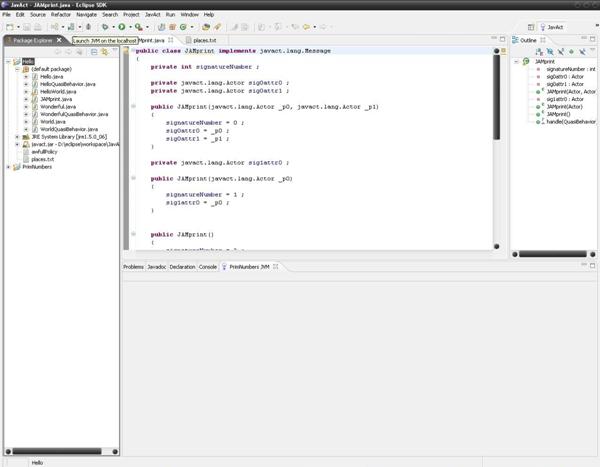 JavAct - JAMprint.java - Eclipse SDK
File Edit Source Refactor Navigate Search Project JavAct Run Window Help
JavAct
Package Explorer
Launch JVM on the localhost
JAMprint.java
places.txt
Outline
Hello
(default package)
Hello.java
HelloQuasiBehavior.java
HelloWorld.java
JAMprint.java
Wonderful.java
Wonderful0.java
World.java
WorldQuasiBehavior.java
JRE System Library [jre1.5.0_06]
javact.jar - D:\eclipse\workspace\JavA
awfullPolicy
places.txt
PrimNumbers
public class JAMprint implements javact.lang.Message
{
private int signatureNumber ;
private javact.lang.Actor sig0attr0 ;
private javact.lang.Actor sig0attr1 ;
public JAMprint(javact.lang.Actor _p0, javact.lang.Actor _p1)
{
signatureNumber = 0 ;
sig0attr0 = _p0 ;
sig0attr1 = _p1 ;
}
private javact.lang.Actor sig1attr0 ;
public JAMprint(javact.lang.Actor _p0)
{
signatureNumber = 1 ;
sig1attr0 = _p0 ;
}
public JAMprint()
{
JAMprint
signatureNumber : int
sig0attr0 : Actor
sig0attr1 : Actor
JAMprint(Actor, Actor)
sig1attr0 : Actor
JAMprint(Actor)
JAMprint()
handle(QuasiBehavior)
Problems Javadoc Declaration Console PrimNumbers JVM
Hello